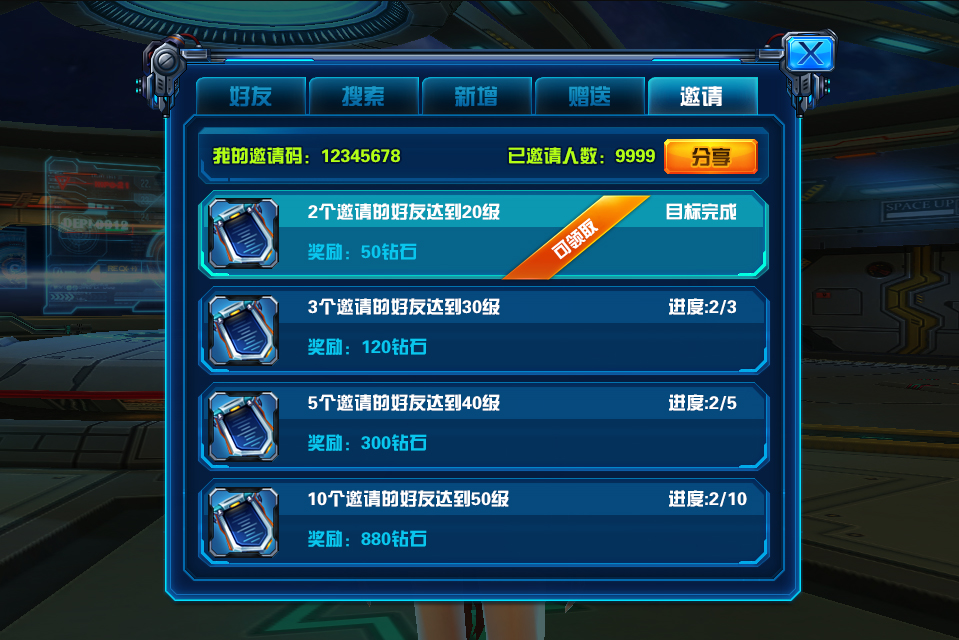 好友 搜索 新增 赠送 邀请
我的邀请码：12345678 已邀请人数：9999 分享
2个邀请的好友达到20级 目标完成
奖励：50钻石
可领取
3个邀请的好友达到30级 进度:2/3
奖励：120钻石
5个邀请的好友达到40级 进度:2/5
奖励：300钻石
10个邀请的好友达到50级 进度:2/10
奖励：880钻石
SPACE UP